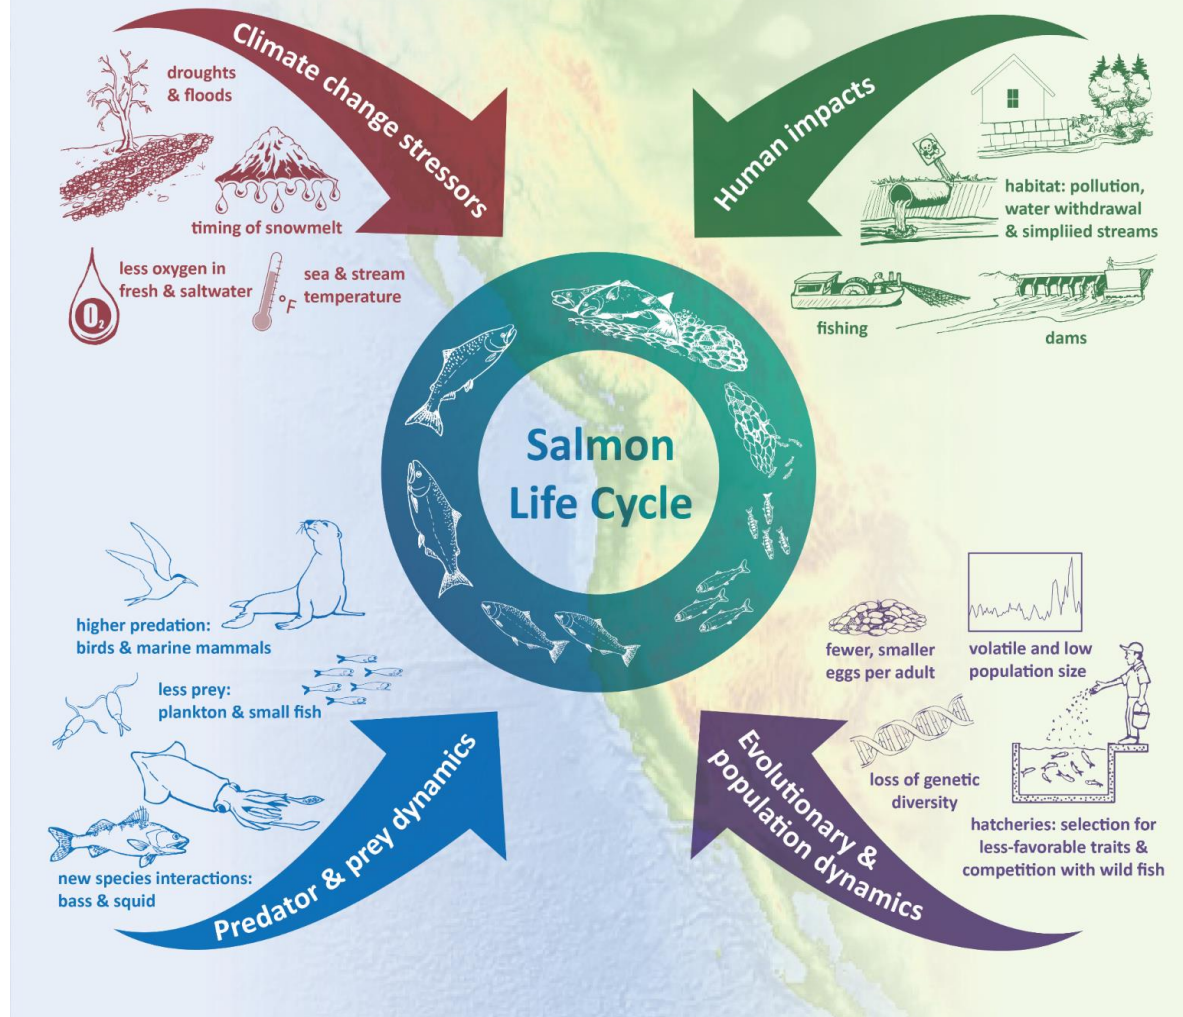 Climate change stressors
droughts
& floods
timing of snowmelt
less oxygen in
fresh & saltwater
O2
°F
sea & stream
temperature
Human impacts
habitat: pollution,
water withdrawal
& simpliied streams
fishing
dams
Salmon
Life Cycle
higher predation:
birds & marine mammals
less prey:
plankton & small fish
new species interactions:
bass & squid
Predator & prey dynamics
fewer, smaller
eggs per adult
volatile and low
population size
loss of genetic
diversity
hatcheries: selection for
less-favorable traits &
competition with wild fish
Evolutionary &
population dynamics